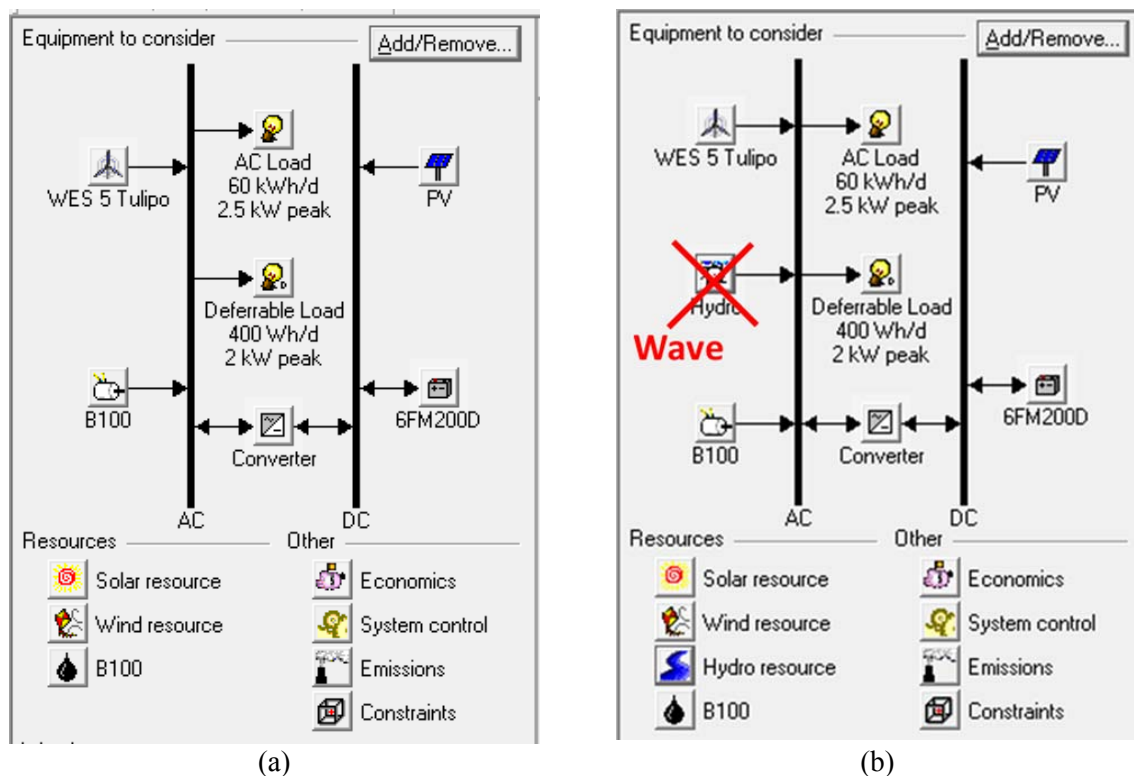 Equipment to consider
Add/Remove...
AC Load
60 kWh/d
2.5 kW peak
WES 5 Tulipo
PV
Deferrable Load
400 Wh/d
2 kW peak
B100
6FM200D
Converter
AC
DC
Resources
Other
Solar resource
Economics
Wind resource
System control
B100
Emissions
Constraints
(a)
Equipment to consider
Add/Remove...
WES 5 Tulipo
AC Load
60 kWh/d
2.5 kW peak
PV
Hydro
Wave
Deferrable Load
400 Wh/d
2 kW peak
B100
6FM200D
Converter
AC
DC
Resources
Other
Solar resource
Economics
Wind resource
System control
Hydro resource
Emissions
B100
Constraints
(b)